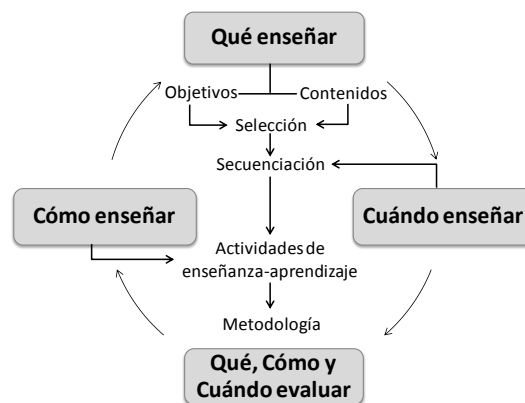 Qué enseñar
Objetivos
Contenidos
Selección
Secuenciación
Cómo enseñar
Cuándo enseñar
Actividades de
enseñanza-aprendizaje
Metodología
Qué, Cómo y
Cuándo evaluar